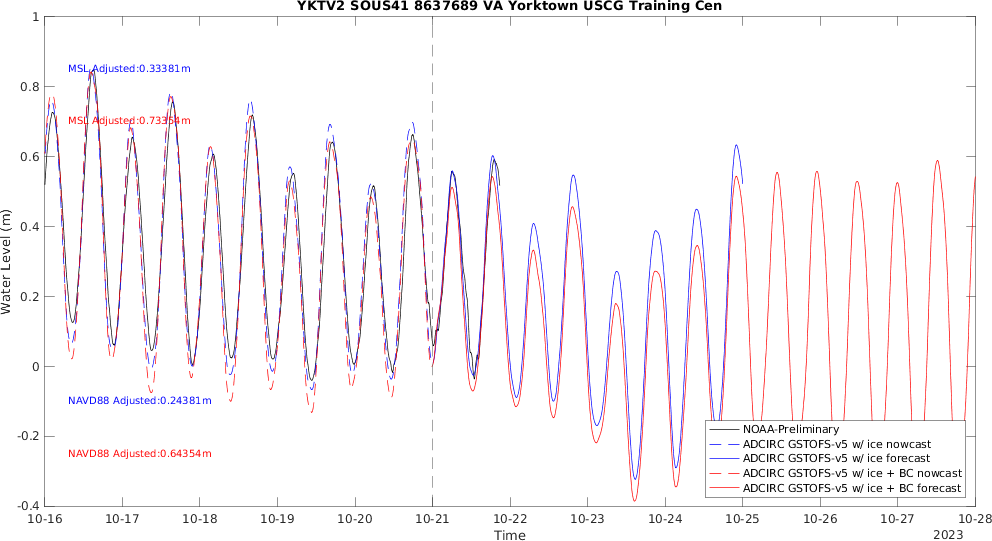 YKTV2 SOUS41 8637689 VA Yorktown USCG Training Cen
1
0.8
0.6
0.4
0.2
0
-0.2
-0.4
Water Level (m)
MSL Adjusted:0.33381m
MSL Adjusted:0.73354m
NAVD88 Adjusted:0.24381m
NAVD88 Adjusted:0.64354m
NOAA-Preliminary
ADCIRC GSTOFS-v5 w/ ice nowcast
ADCIRC GSTOFS-v5 w/ ice forecast
ADCIRC GSTOFS-v5 w/ ice + BC nowcast
ADCIRC GSTOFS-v5 w/ ice + BC forecast
10-16 10-17 10-18 10-19 10-20 10-21 10-22 10-23 10-24 10-25 10-26 10-27 10-28
Time
2023